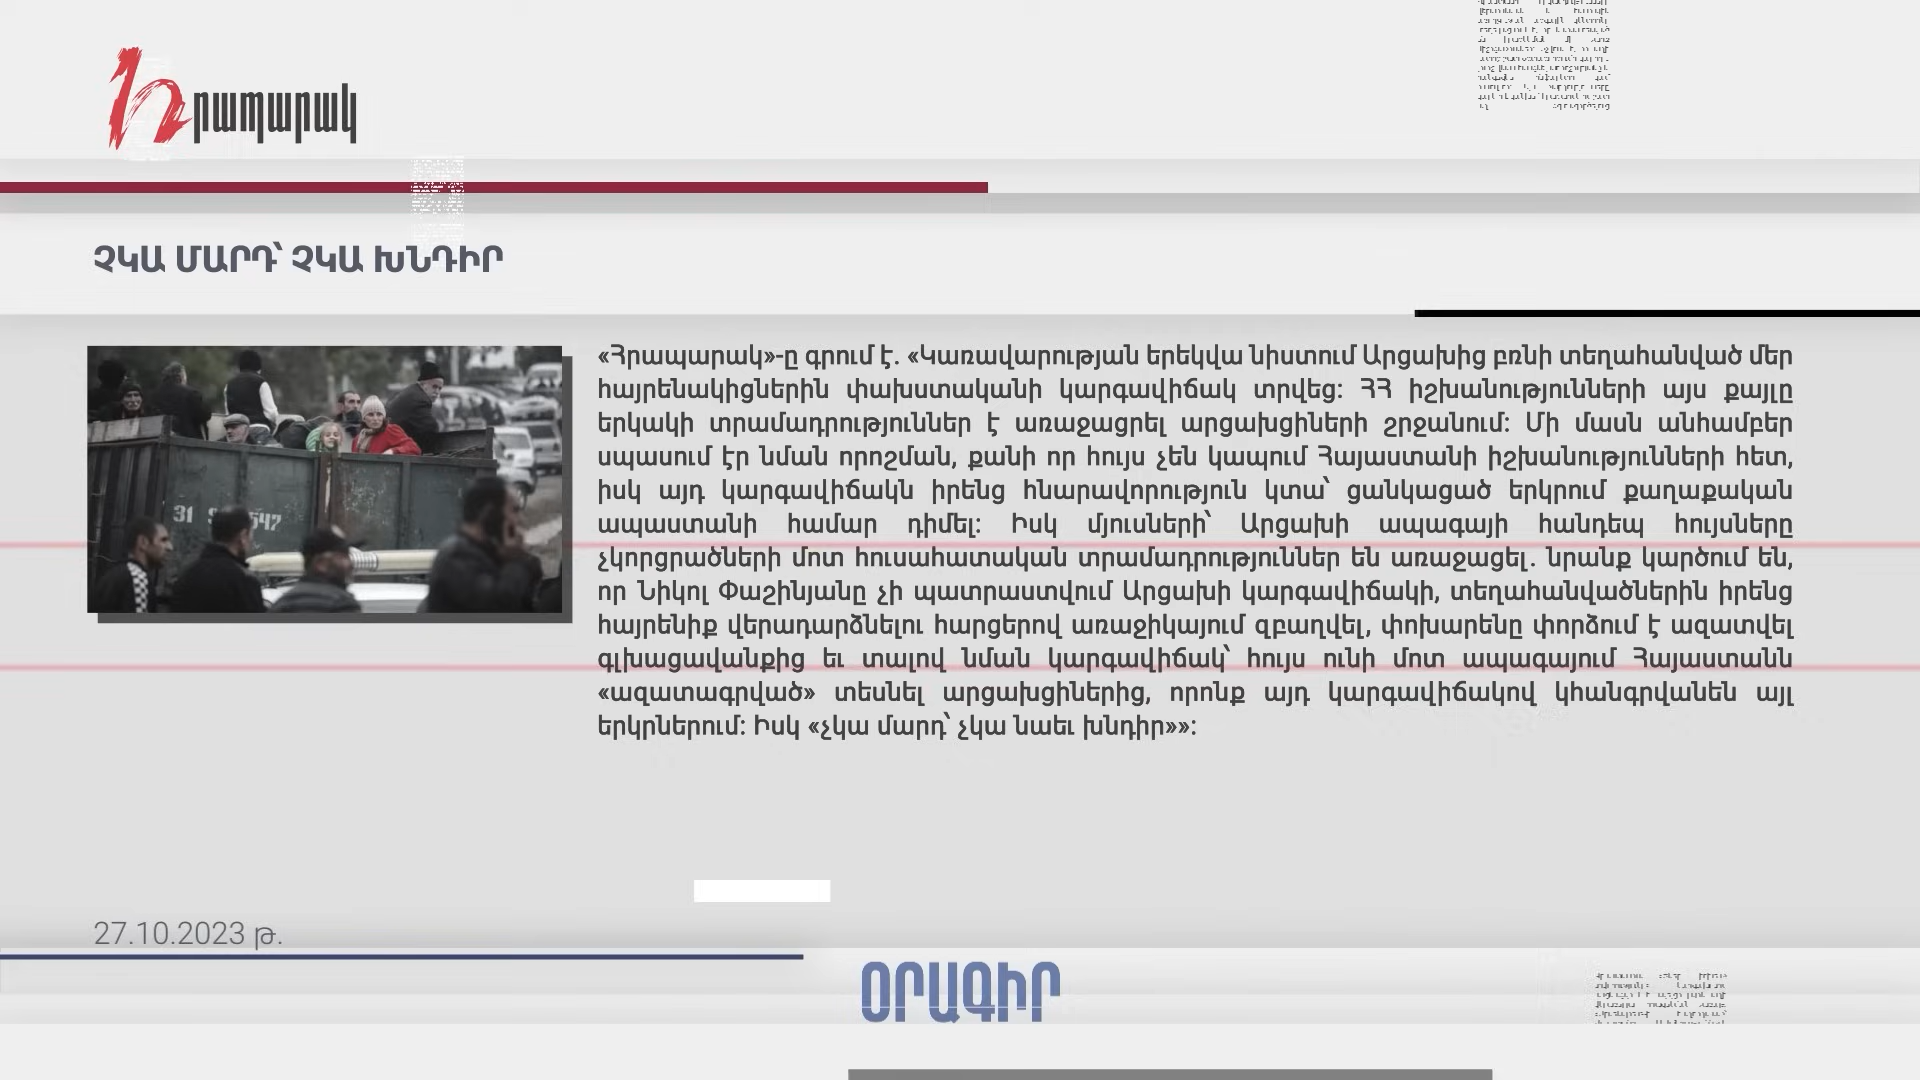 Հրապարակ
ՉԿԱ ՄԱՐԴ՝ ՉԿԱ ԽՆԴԻՐ
«Հրապարակ»-ը գրում է. «Կառավարության երեկվա նիստում Արցախից բռնի տեղահանված մեր
հայրենակիցներին փախստականի կարգավիճակ տրվեց: ՀՀ իշխանությունների այս քայլը
երկակի տրամադրություններ է առաջացրել արցախցիների շրջանում: Մի մասն անհամբեր
սպասում էր նման որոշման, քանի որ հույս չեն կապում Հայաստանի իշխանությունների հետ,
իսկ այդ կարգավիճակն իրենց հնարավորություն կտա՝ ցանկացած երկրում քաղաքական
ապաստանի համար դիմել: Իսկ մյուսների՝ Արցախի ապագայի հանդեպ հույսները
չկորցրածների մոտ հուսահատական տրամադրություններ են առաջացել. նրանք կարծում են,
որ Նիկոլ Փաշինյանը չի պատրաստվում Արցախի կարգավիճակի, տեղահանվածներին իրենց
հայրենիք վերադարձնելու հարցերով առաջիկայում զբաղվել, փոխարենը փորձում է ազատվել
գլխացավանքից եւ տալով նման կարգավիճակ՝ հույս ունի մոտ ապագայում Հայաստանն
«ազատագրված» տեսնել արցախցիներից, որոնք այդ կարգավիճակով կհանգրվանեն այլ
երկրներում: Իսկ «չկա մարդ՝ չկա նաեւ խնդիր»»:
27.10.2023 թ.
ՕՐԱԳԻՐ